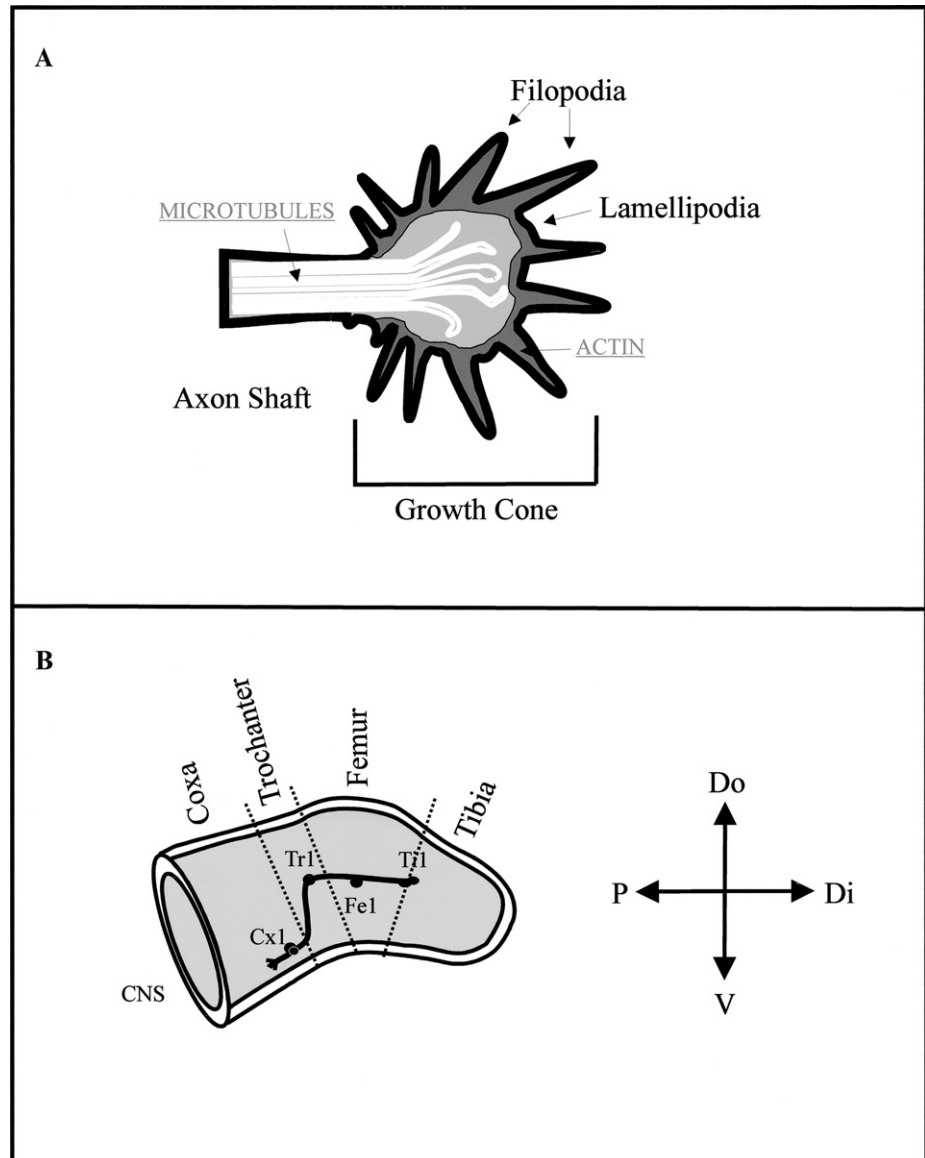 A
Filopodia
MICROTUBULES
Lamellipodia
ACTIN
Axon Shaft
Growth Cone
B
Coxa
Trochanter
Femur
Tibia
Tr1
Ti1
Fe1
Cx1
CNS
Do
P
Di
V